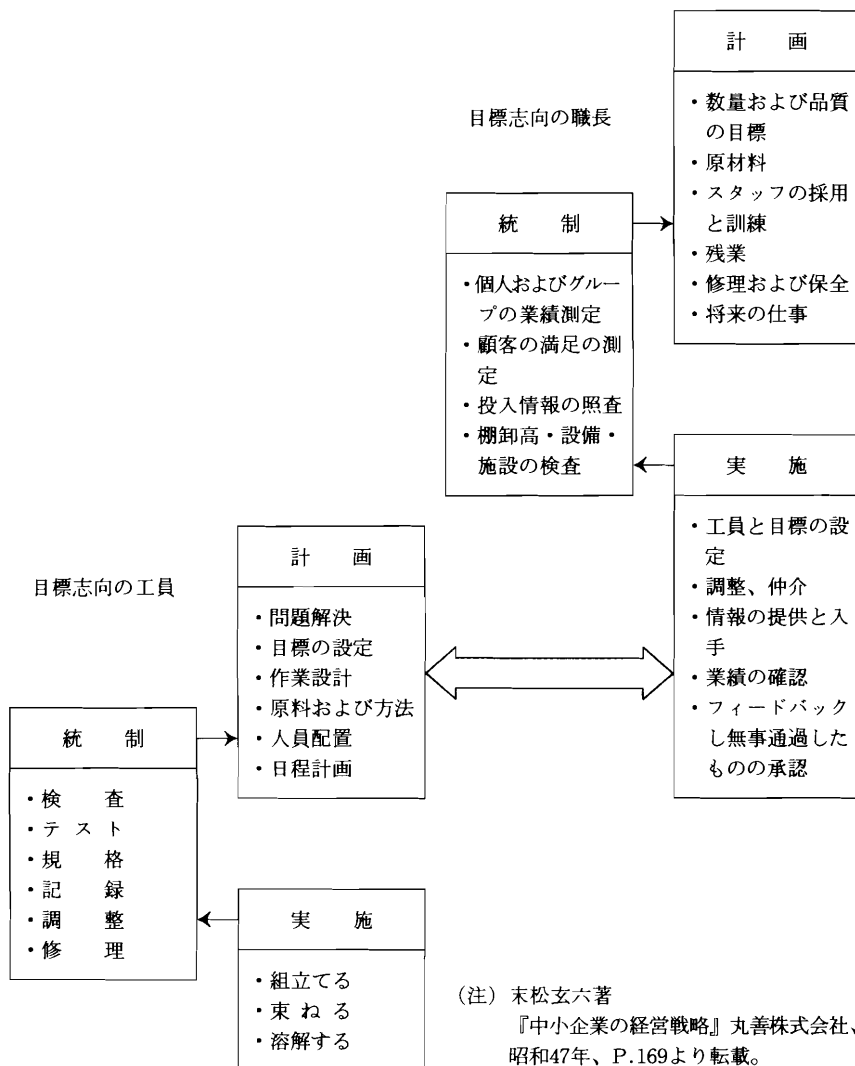 目標志向の職長
計　画
・数量および品質
の目標
・原材料
・スタッフの採用
と訓練
・残業
・修理および保全
・将来の仕事
統　制
・個人およびグルー
プの業績測定
・顧客の満足の測
定
・投入情報の照査
・棚卸高・設備・
施設の検査
実　施
・工員と目標の設
定
・調整、仲介
・情報の提供と入
手
・業績の確認
・フィードバック
し無事通過した
ものの承認
目標志向の工員
計　画
・問題解決
・目標の設定
・作業設計
・原料および方法
・人員配置
・日程計画
統　制
・検　査
・テスト
・規　格
・記　録
・調　整
・修　理
実　施
・組立てる
・束ねる
・溶解する
（注）末松玄六著
『中小企業の経営戦略』丸善株式会社、
昭和47年、P.169より転載。